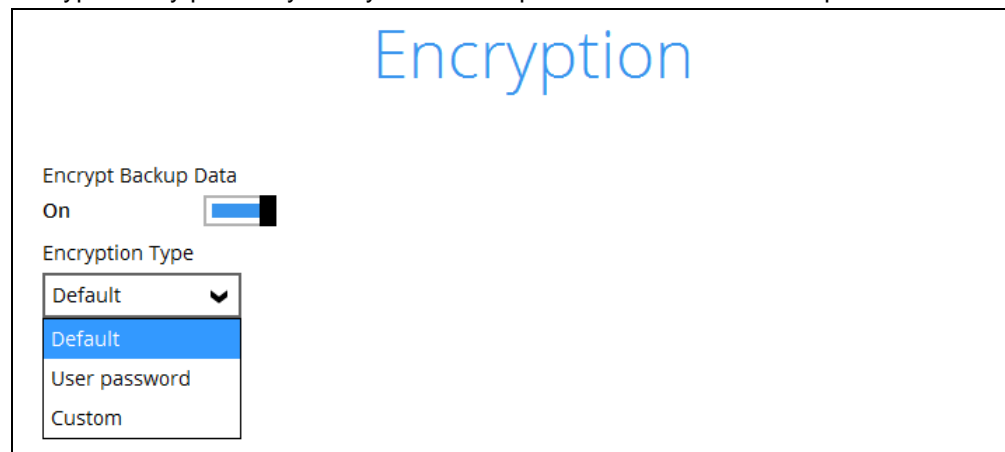 Encryption
Encrypt Backup Data
On
Encryption Type
Default
Default
User password
Custom